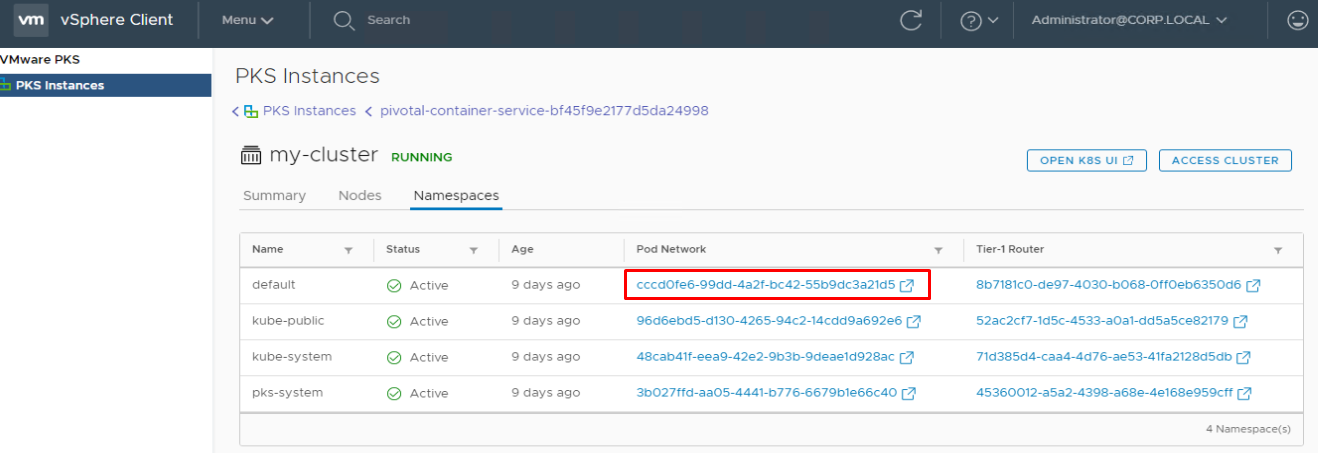 vm vSphere Client Menu Search Administrator@CORP.LOCAL
VMware PKS
PKS Instances
PKS Instances
PKS Instances pivotal-container-service-bf45f9e2177d5da24998
my-cluster RUNNING
OPEN K8S UI ACCESS CLUSTER
Summary Nodes Namespaces
Name Status Age Pod Network Tier-1 Router
default Active 9 days ago cccd0fe6-99dd-4a2f-bc42-55b9dc3a21d5 8b7181c0-de97-4030-b068-0ff0eb6350d6
kube-public Active 9 days ago 96d6ebd5-d130-4265-94c2-14cdd9a692e6 52ac2cf7-1d5c-4533-a0a1-dd5a5ce82179
kube-system Active 9 days ago 48cab41f-eea9-42e2-9b3b-9deae1d928ac 71d385d4-caa4-4d76-ae53-41fa2128d5db
pks-system Active 9 days ago 3b027ffd-aa05-4441-b776-6679b1e66c40 45360012-a5a2-4398-a68e-4e168e959cff
4 Namespace(s)